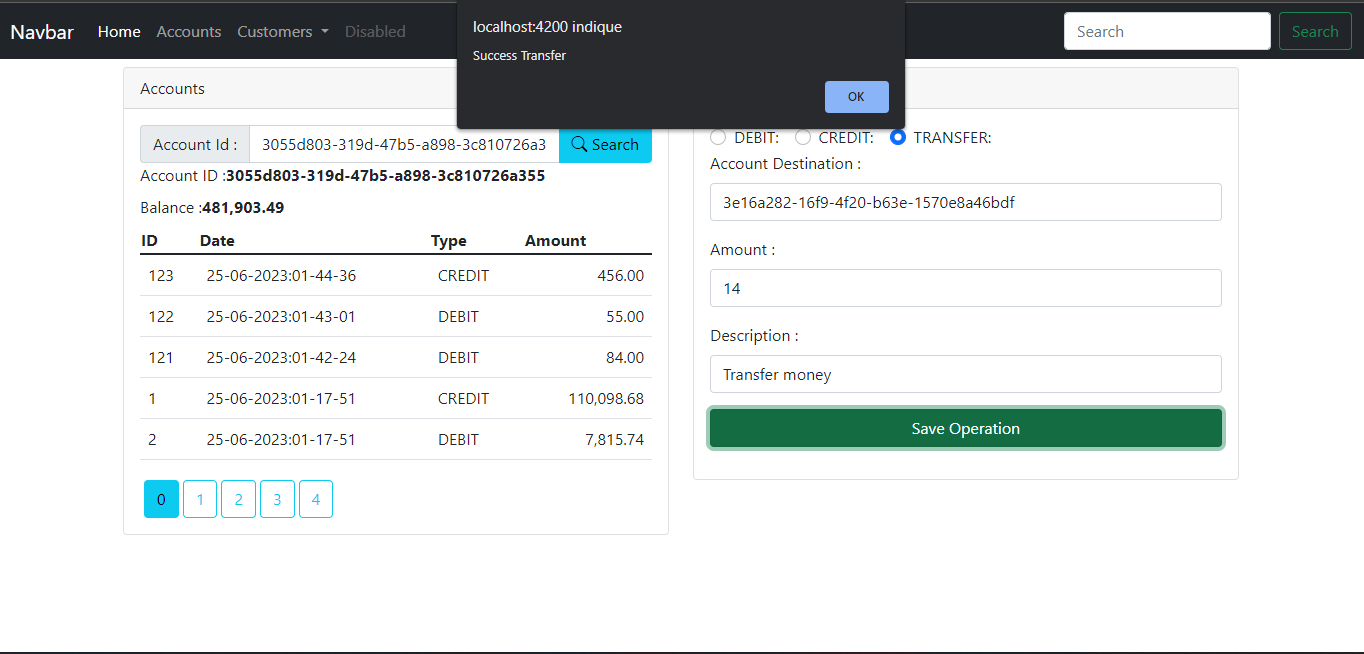 Navbar Home Accounts Customers Disabled Search Search
localhost:4200 indique
Success Transfer
OK
Accounts
Account Id : 3055d803-319d-47b5-a898-3c810726a3 Search
Account ID :3055d803-319d-47b5-a898-3c810726a355
Balance :481,903.49
ID Date Type Amount
123 25-06-2023:01-44-36 CREDIT 456.00
122 25-06-2023:01-43-01 DEBIT 55.00
121 25-06-2023:01-42-24 DEBIT 84.00
1 25-06-2023:01-17-51 CREDIT 110,098.68
2 25-06-2023:01-17-51 DEBIT 7,815.74
0 1 2 3 4
DEBIT: CREDIT: TRANSFER:
Account Destination :
3e16a282-16f9-4f20-b63e-1570e8a46bdf
Amount :
14
Description :
Transfer money
Save Operation